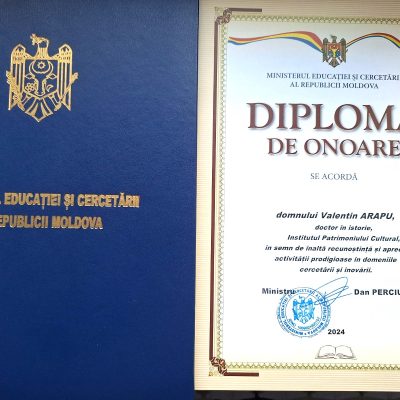 EDUCAȚIEI ȘI CERCETĂRII
REPUBLICII MOLDOVA
MINISTERUL EDUCAȚIEI ȘI CERCETĂRII
AL REPUBLICII MOLDOVA
DIPLOMA
DE ONOARE
SE ACORDĂ
domnului Valentin ARAPU,
doctor în istorie,
Institutul Patrimoniului Cultural,
în semn de înaltă recunoștință și
activității prodigioase în domeniile
cercetării și inovării.
Ministru Dan PERCIU
2024